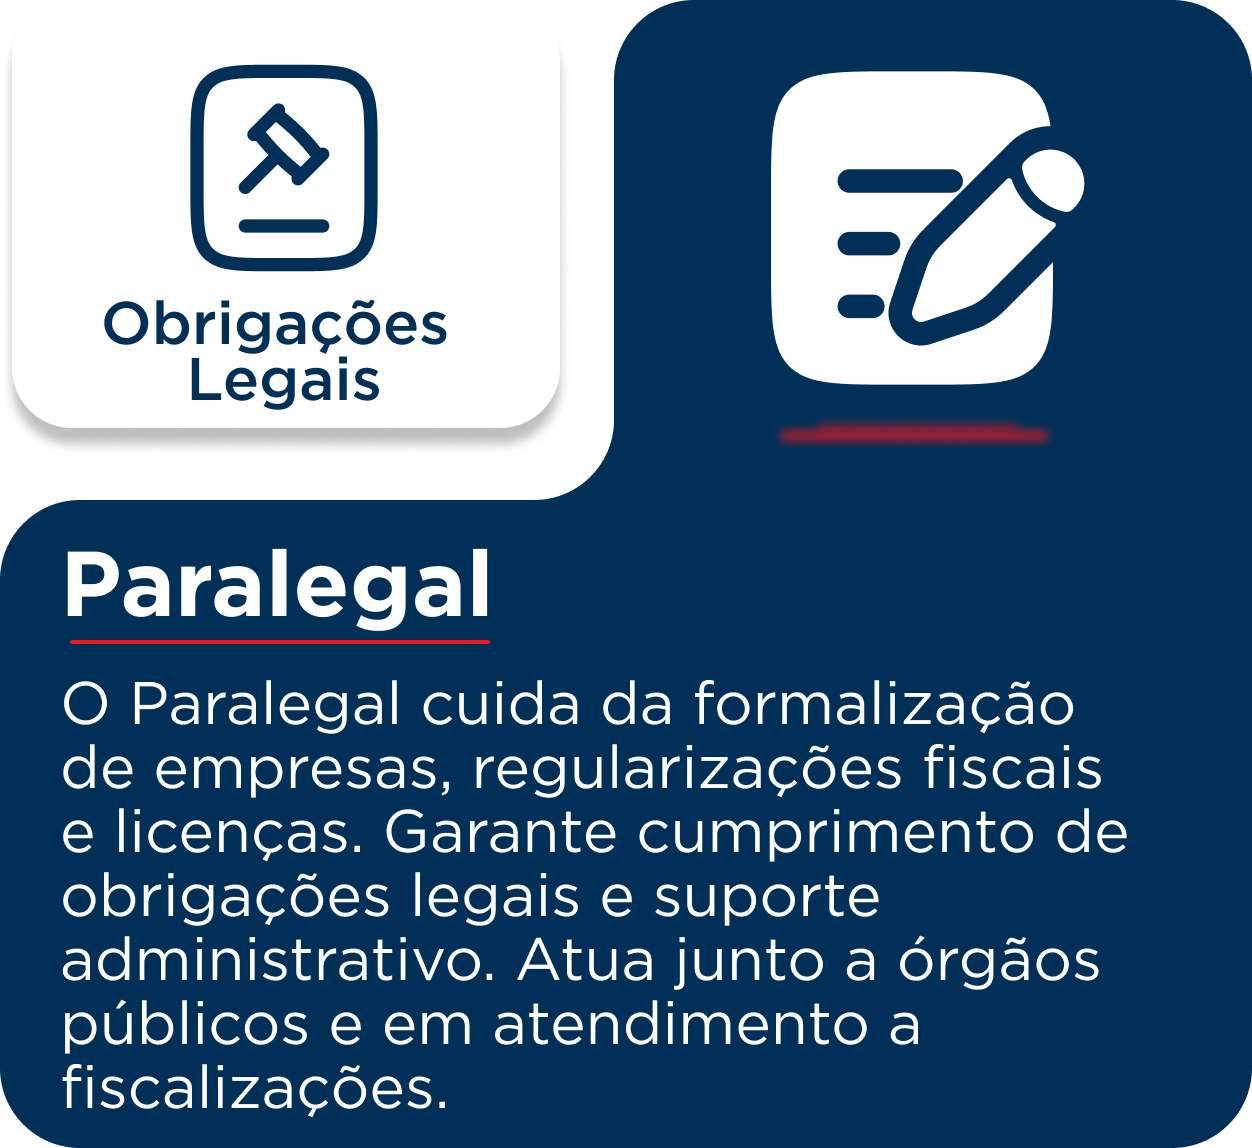 Obrigações
Legais
Paralegal
O Paralegal cuida da formalização
de empresas, regularizações fiscais
e licenças. Garante cumprimento de
obrigações legais e suporte
administrativo. Atua junto a órgãos
públicos e em atendimento a
fiscalizações.